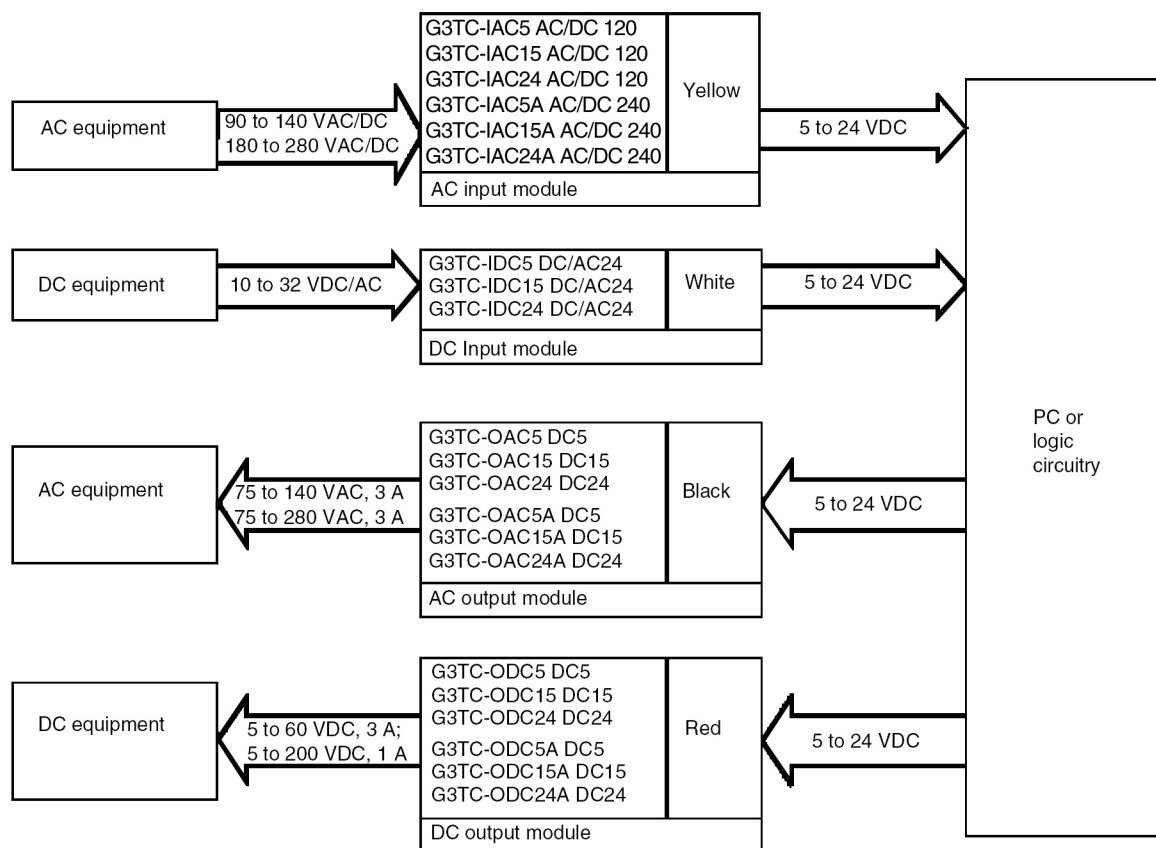 AC equipment
90 to 140 VAC/DC
180 to 280 VAC/DC
G3TC-IAC5 AC/DC 120
G3TC-IAC15 AC/DC 120
G3TC-IAC24 AC/DC 120
G3TC-IAC5A AC/DC 240
G3TC-IAC15A AC/DC 240
G3TC-IAC24A AC/DC 240
Yellow
AC input module
5 to 24 VDC
DC equipment
10 to 32 VDC/AC
G3TC-IDC5 DC/AC24
G3TC-IDC15 DC/AC24
G3TC-IDC24 DC/AC24
White
DC Input module
5 to 24 VDC
PC or
logic
circuitry
AC equipment
75 to 140 VAC, 3 A
75 to 280 VAC, 3 A
G3TC-OAC5 DC5
G3TC-OAC15 DC15
G3TC-OAC24 DC24
G3TC-OAC5A DC5
G3TC-OAC15A DC15
G3TC-OAC24A DC24
Black
AC output module
5 to 24 VDC
DC equipment
5 to 60 VDC, 3 A;
5 to 200 VDC, 1 A
G3TC-ODC5 DC5
G3TC-ODC15 DC15
G3TC-ODC24 DC24
G3TC-ODC5A DC5
G3TC-ODC15A DC15
G3TC-ODC24A DC24
Red
DC output module
5 to 24 VDC